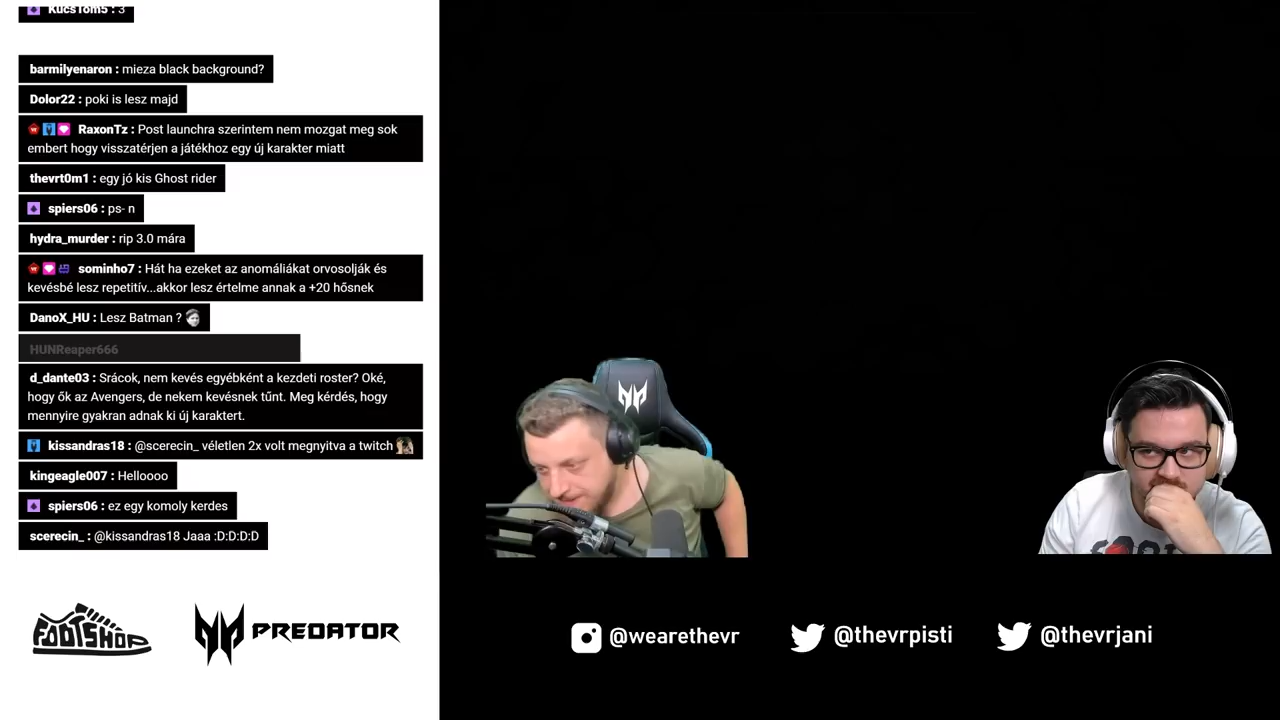 KucsTom5 : 3
barmilyenaron : mieza black background?
Dolor22 : poki is lesz majd
RaxonTz : Post launchra szerintem nem mozgat meg sok
embert hogy visszatérjen a játékhoz egy új karakter miatt
thevrt0m1 : egy jó kis Ghost rider
spiers06 : ps- n
hydra_murder : rip 3.0 mára
sominho7 : Hát ha ezeket az anomáliákat orvosolják és
kevésbé lesz repetitív...akkor lesz értelme annak a +20 hősnek
DanoX_HU : Lesz Batman ?
HUNReaper666
d_dante03 : Srácok, nem kevés egyébként a kezdeti roster? Oké,
hogy ők az Avengers, de nekem kevésnek tűnt. Meg kérdés, hogy
mennyire gyakran adnak ki új karaktert.
kissandras18 : @scerecin_ véletlen 2x volt megnyitva a twitch
kingeagle007 : Helloooo
spiers06 : ez egy komoly kerdes
scerecin_ : @kissandras18 Jaaa :D:D:D:D
FOOTSHOP
PREDATOR
@wearethevr
@thevrpisti
@thevrjani